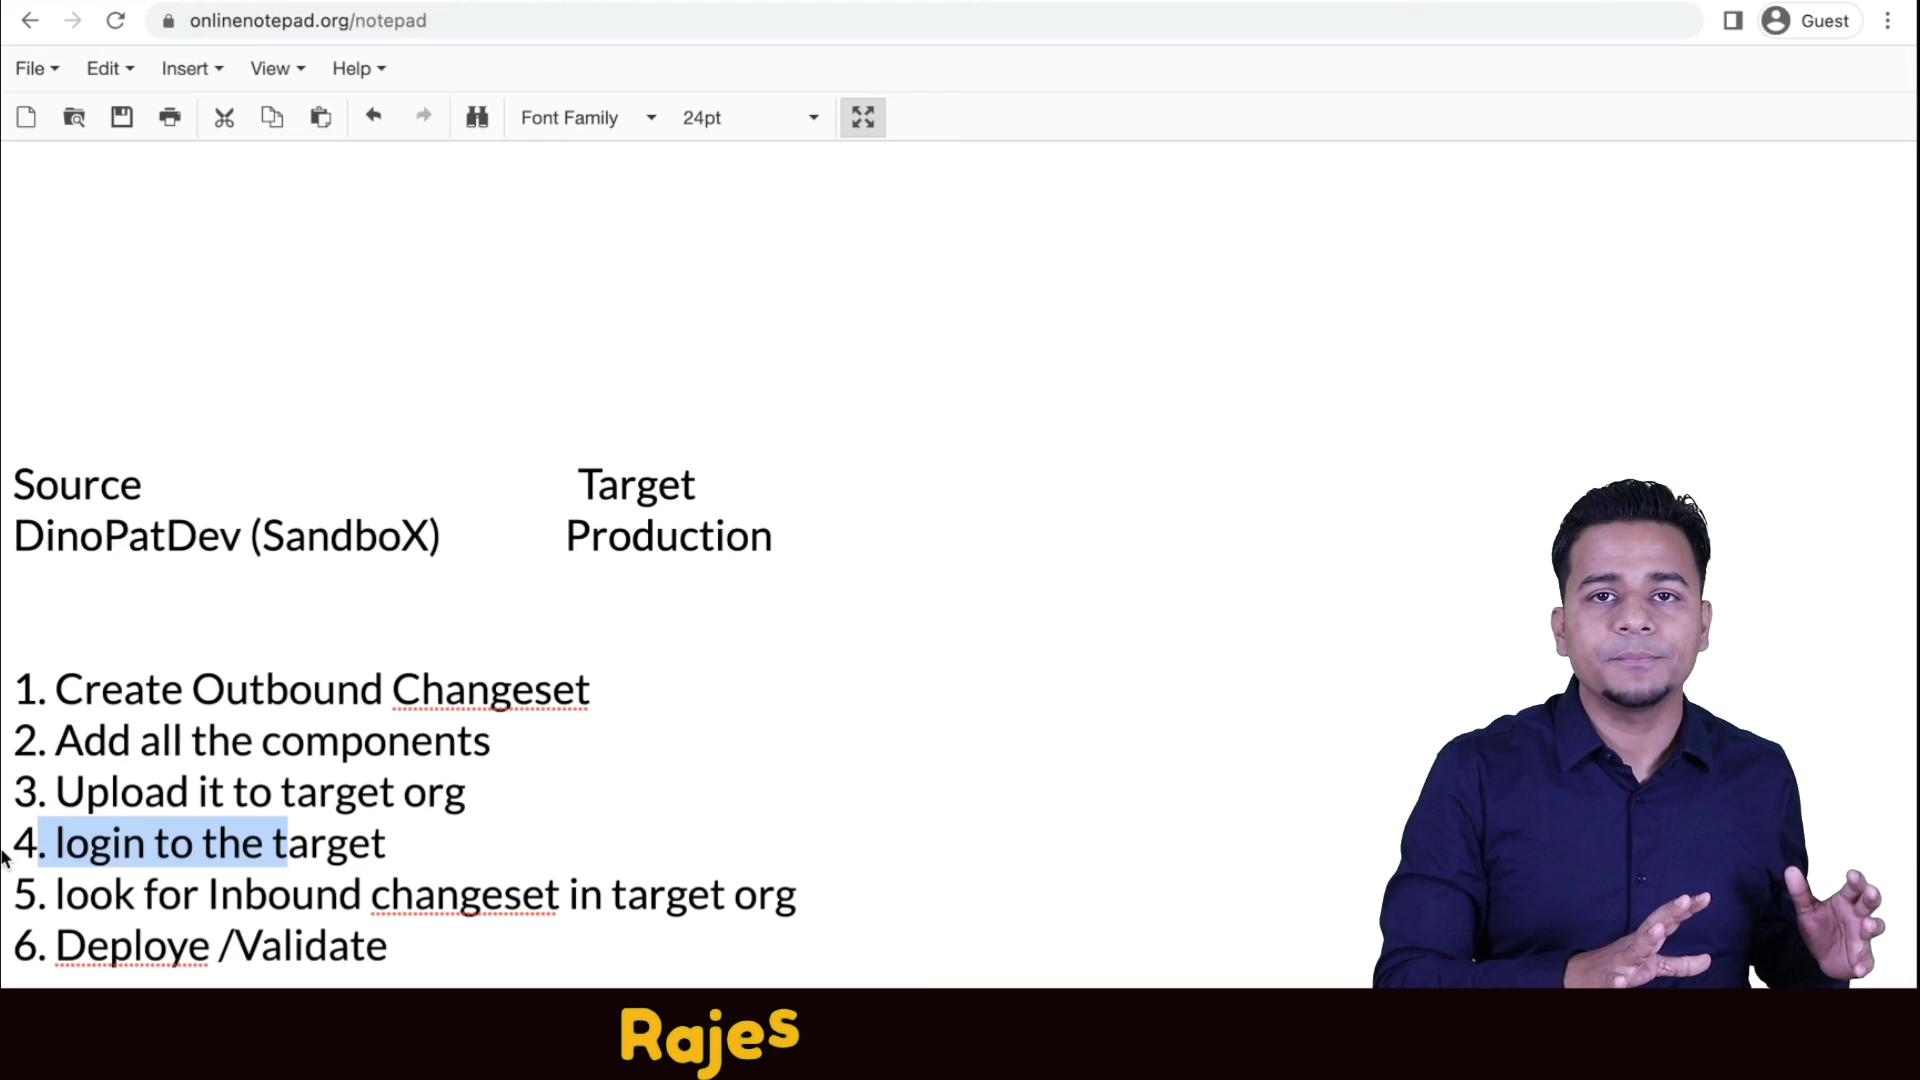 onlinenotepad.org/notepad
Guest
File Edit Insert View Help
Font Family 24pt
Source Target
DinoPatDev (SandboX) Production
1. Create Outbound Changeset
2. Add all the components
3. Upload it to target org
4. login to the target
5. look for Inbound changeset in target org
6. Deploye /Validate
Rajes